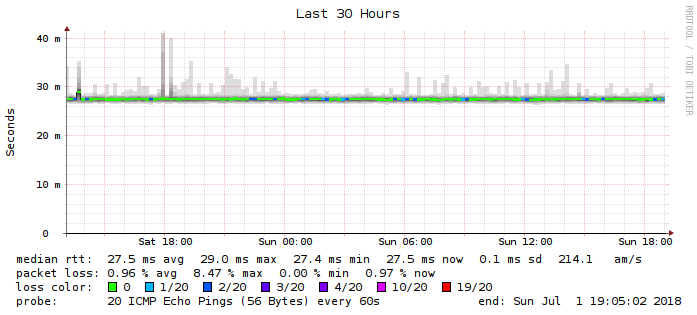 Last 30 Hours
RRDTOOL / TOBI OETIKER
Seconds
40 m
30 m
20 m
10 m
0
Sat 18:00 Sun 00:00 Sun 06:00 Sun 12:00 Sun 18:00
median rtt: 27.5 ms avg 29.0 ms max 27.4 ms min 27.5 ms now 0.1 ms sd 214.1 am/s
packet loss: 0.96 % avg 8.47 % max 0.00 % min 0.97 % now
loss color: 0 1/20 2/20 3/20 4/20 10/20 19/20
probe: 20 ICMP Echo Pings (56 Bytes) every 60s end: Sun Jul 1 19:05:02 2018